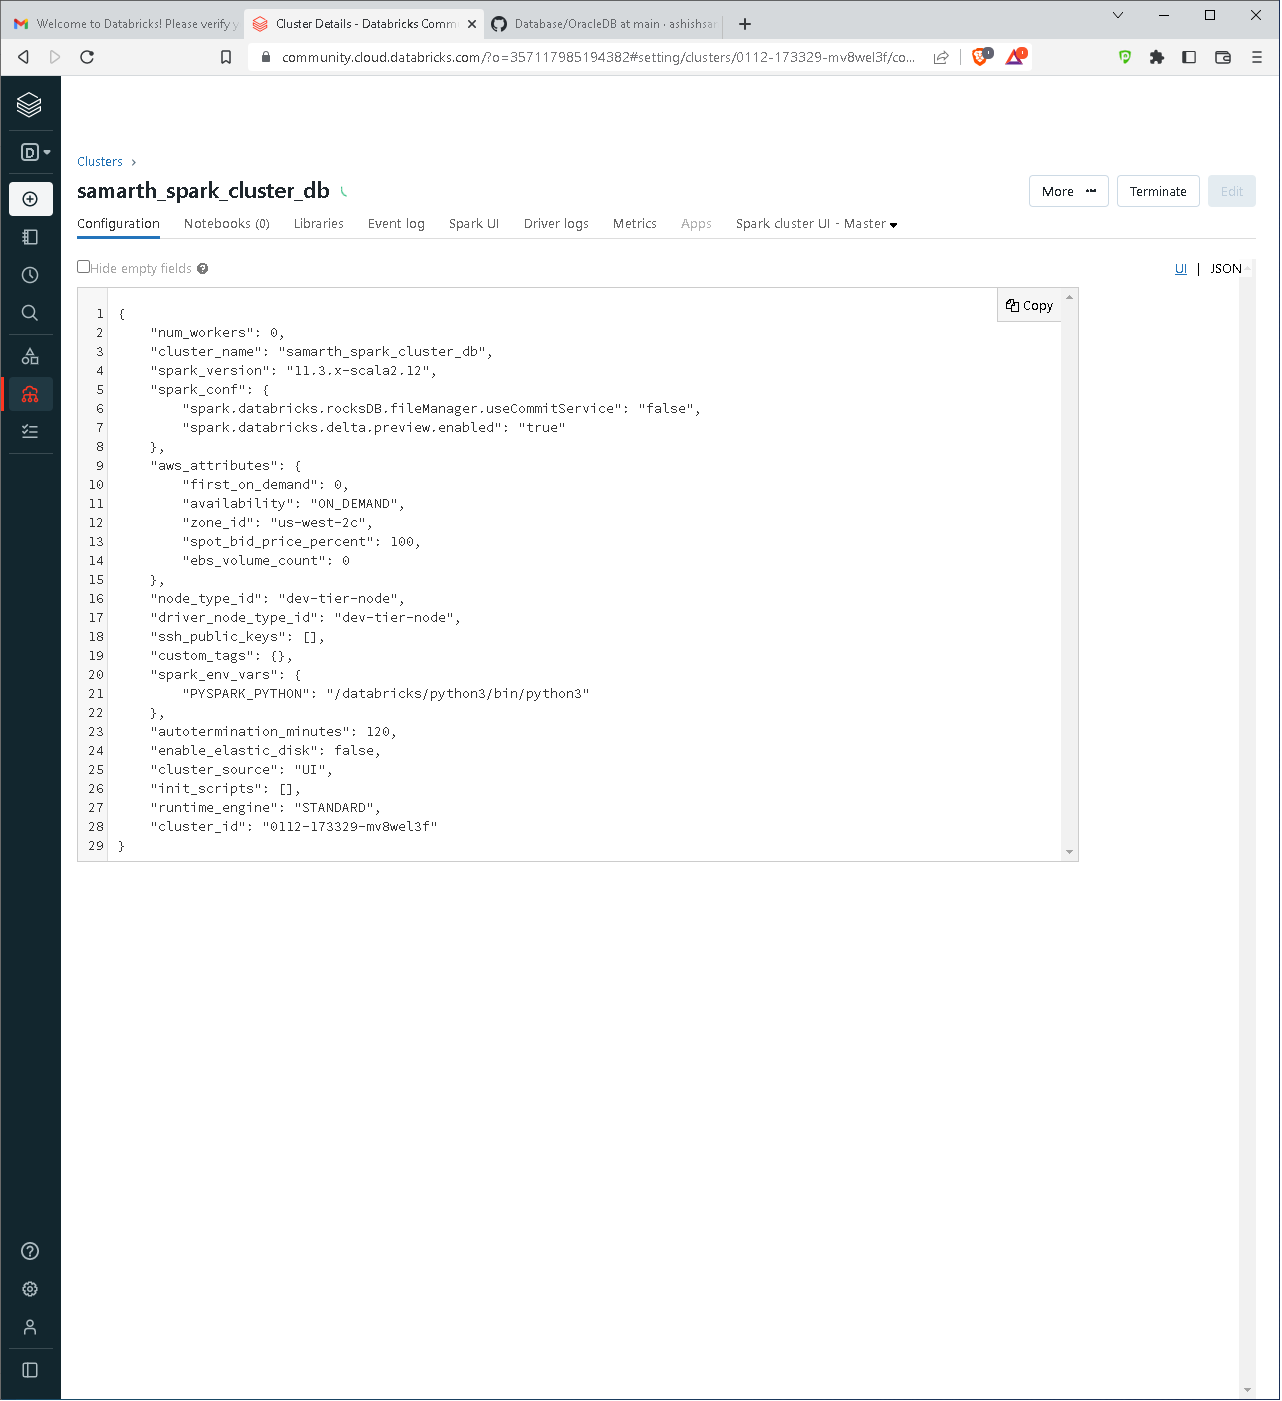 Welcome to Databricks! Please verify y
Cluster Details - Databricks Comm
Database/OracleDB at main · ashishsar
community.cloud.databricks.com/?o=357117985194382#setting/clusters/0112-173329-mv8wel3f/co...
D
Clusters >
samarth_spark_cluster_db
More
Terminate
Edit
Configuration
Notebooks (0)
Libraries
Event log
Spark UI
Driver logs
Metrics
Apps
Spark cluster UI - Master
Hide empty fields
UI | JSON
Copy
1 {
2 "num_workers": 0,
3 "cluster_name": "samarth_spark_cluster_db",
4 "spark_version": "11.3.x-scala2.12",
5 "spark_conf": {
6 "spark.databricks.rocksDB.fileManager.useCommitService": "false",
7 "spark.databricks.delta.preview.enabled": "true"
8 },
9 "aws_attributes": {
10 "first_on_demand": 0,
11 "availability": "ON_DEMAND",
12 "zone_id": "us-west-2c",
13 "spot_bid_price_percent": 100,
14 "ebs_volume_count": 0
15 },
16 "node_type_id": "dev-tier-node",
17 "driver_node_type_id": "dev-tier-node",
18 "ssh_public_keys": [],
19 "custom_tags": {},
20 "spark_env_vars": {
21 "PYSPARK_PYTHON": "/databricks/python3/bin/python3"
22 },
23 "autotermination_minutes": 120,
24 "enable_elastic_disk": false,
25 "cluster_source": "UI",
26 "init_scripts": [],
27 "runtime_engine": "STANDARD",
28 "cluster_id": "0112-173329-mv8wel3f"
29 }